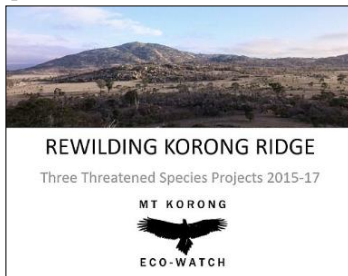 REWILDING KORONG RIDGE
Three Threatened Species Projects 2015-17
MT KORONG
ECO-WATCH